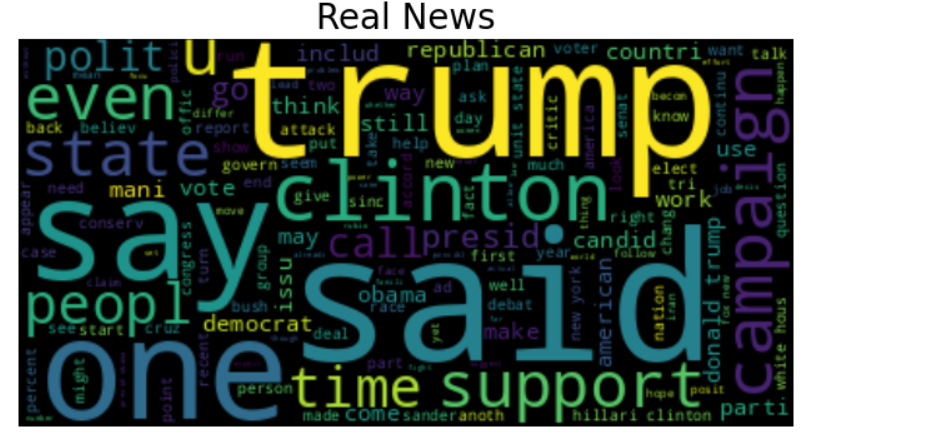 Real News
polit u run includ republican voter countri want talk
trump
plan
even go two think way ask unit state critic america senat becom know continu happen
offic differ
back believ report attack still day
show put help take
state govern seem new much look elect use
need mani vote end clinton tri job
appear give sinc accord fact thing work campaign question
move right
say conserv congress may call presid candid chang
case turn group issu first year follow
claim face obama ad well american nation iran donald trump
peopl bush race debat new york fox new white hous
see start cruz democrat deal yet make said
one recent part
percent might point person time support hope posit
made come sander anoth hillari clinton parti